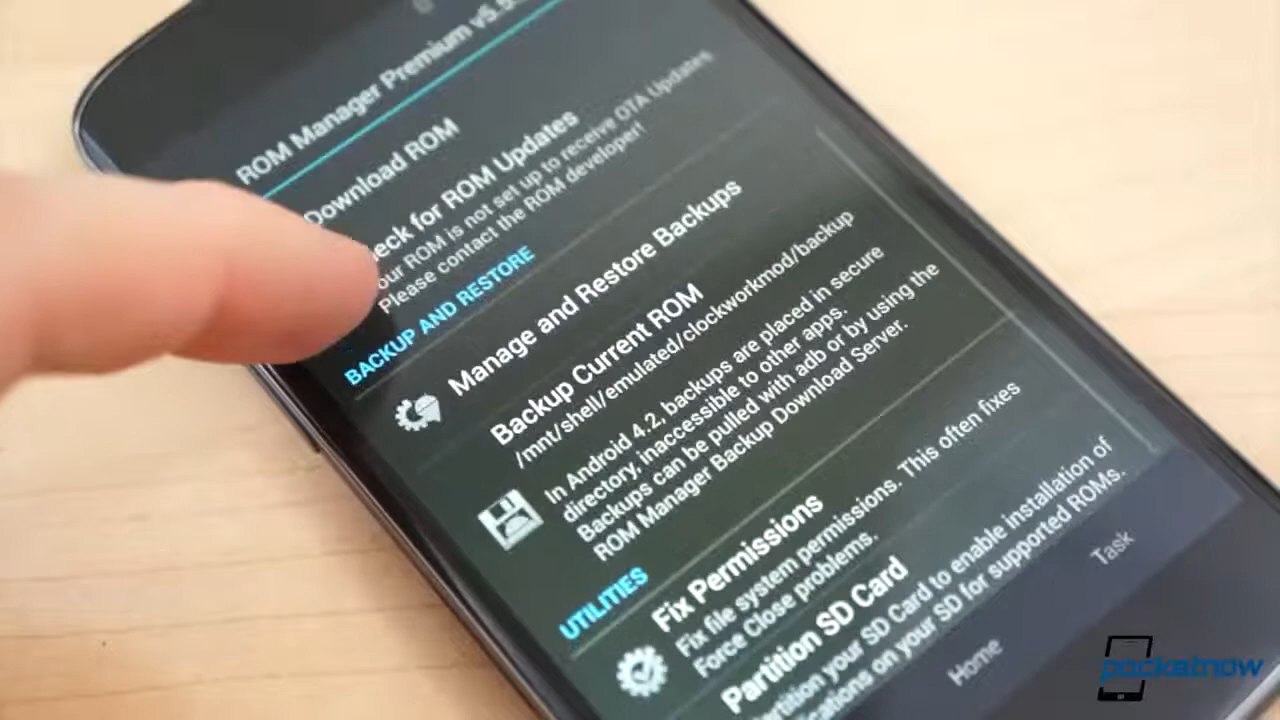 ROM Manager Premium v5.5
Download ROM
eck for ROM Updates
our ROM is not set up to receive OTA Updates.
Please contact the ROM developer!
BACKUP AND RESTORE
Manage and Restore Backups
Backup Current ROM
/mnt/shell/emulated/clockworkmod/backup
In Android 4.2, backups are placed in secure
directory, inaccessible to other apps.
Backups can be pulled with adb or by using the
ROM Manager Backup Download Server.
UTILITIES
Fix Permissions
Fix file system permissions. This often fixes
Force Close problems.
Partition SD Card
artition your SD Card to enable installation of
lications on your SD for supported ROMs.
Home
Task
pocketnow